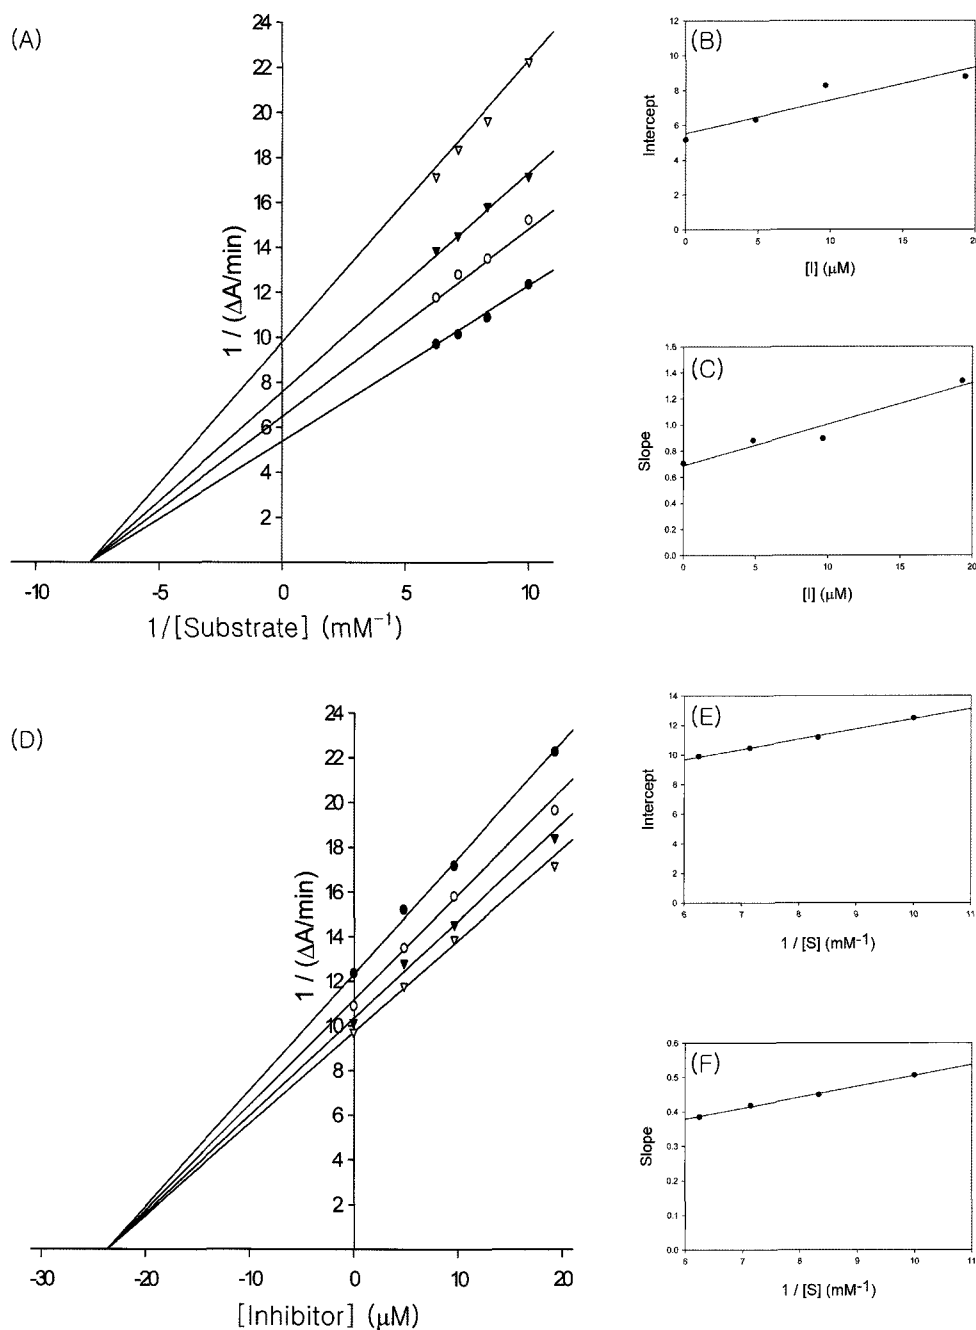 (A)
1 / (ΔA/min)
24
22
20
18
16
14
12
10
8
6
4
2
-10 -5 0 5 10
1/[Substrate] (mM⁻¹)
(B)
Intercept
12
10
8
6
4
2
0
0 5 10 15 20
[I] (μM)
(C)
Slope
1.6
1.4
1.2
1.0
0.8
0.6
0.4
0.2
0.0
0 5 10 15 20
[I] (μM)
(D)
1 / (ΔA/min)
24
22
20
18
16
14
12
10
8
6
4
2
-30 -20 -10 0 10 20
[Inhibitor] (μM)
(E)
Intercept
14
12
10
8
6
4
2
0
6 7 8 9 10 11
1 / [S] (mM⁻¹)
(F)
Slope
0.6
0.5
0.4
0.3
0.2
0.1
0.0
6 7 8 9 10 11
1 / [S] (mM⁻¹)